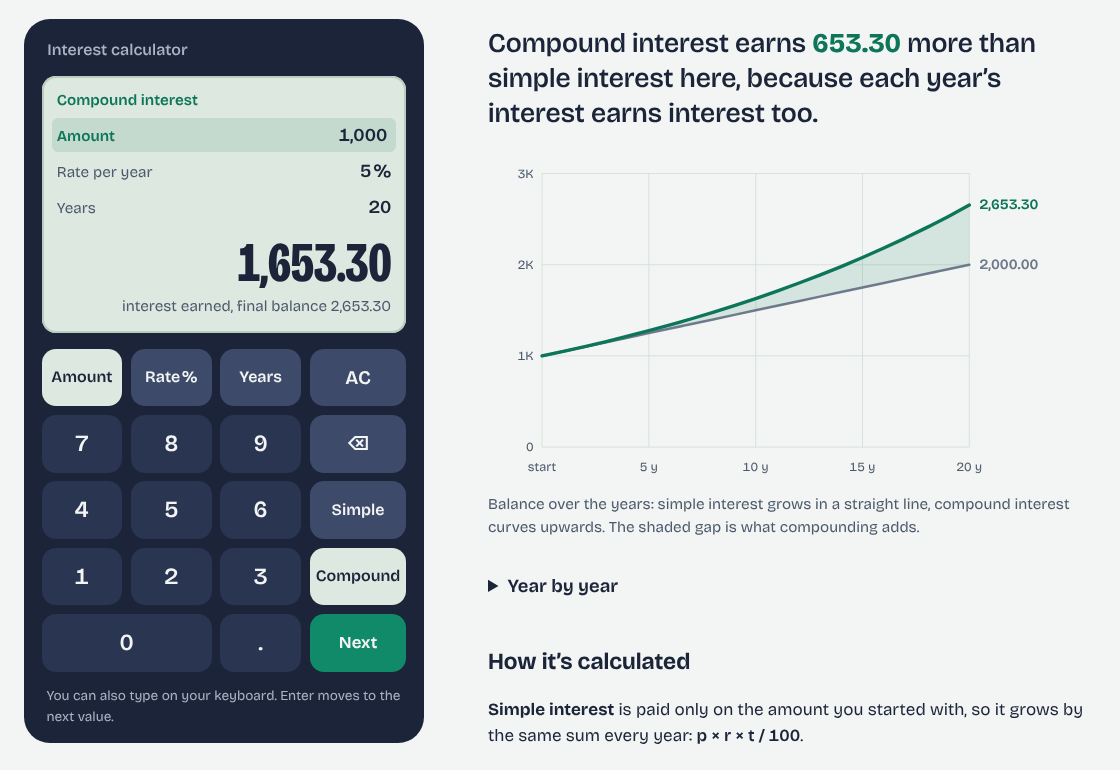 Interest calculator
Compound interest
Amount 1,000
Rate per year 5 %
Years 20
1,653.30
interest earned, final balance 2,653.30
Amount Rate % Years AC
7 8 9
4 5 6 Simple
1 2 3 Compound
0 . Next
You can also type on your keyboard. Enter moves to the
next value.
Compound interest earns 653.30 more than
simple interest here, because each year’s
interest earns interest too.
3K
2,653.30
2K 2,000.00
1K
0
start 5 y 10 y 15 y 20 y
Balance over the years: simple interest grows in a straight line, compound interest
curves upwards. The shaded gap is what compounding adds.
Year by year
How it’s calculated
Simple interest is paid only on the amount you started with, so it grows by
the same sum every year: p × r × t / 100.